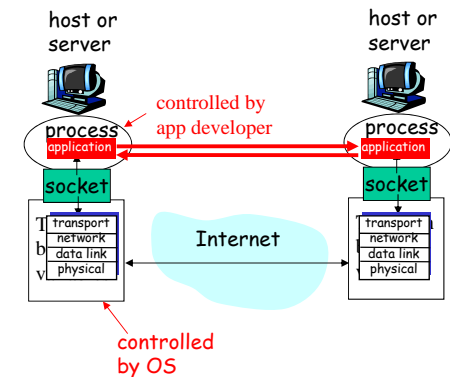 host or
server
host or
server
controlled by
app developer
process
application
process
application
socket
socket
transport
network
data link
physical
Internet
transport
network
data link
physical
controlled
by OS